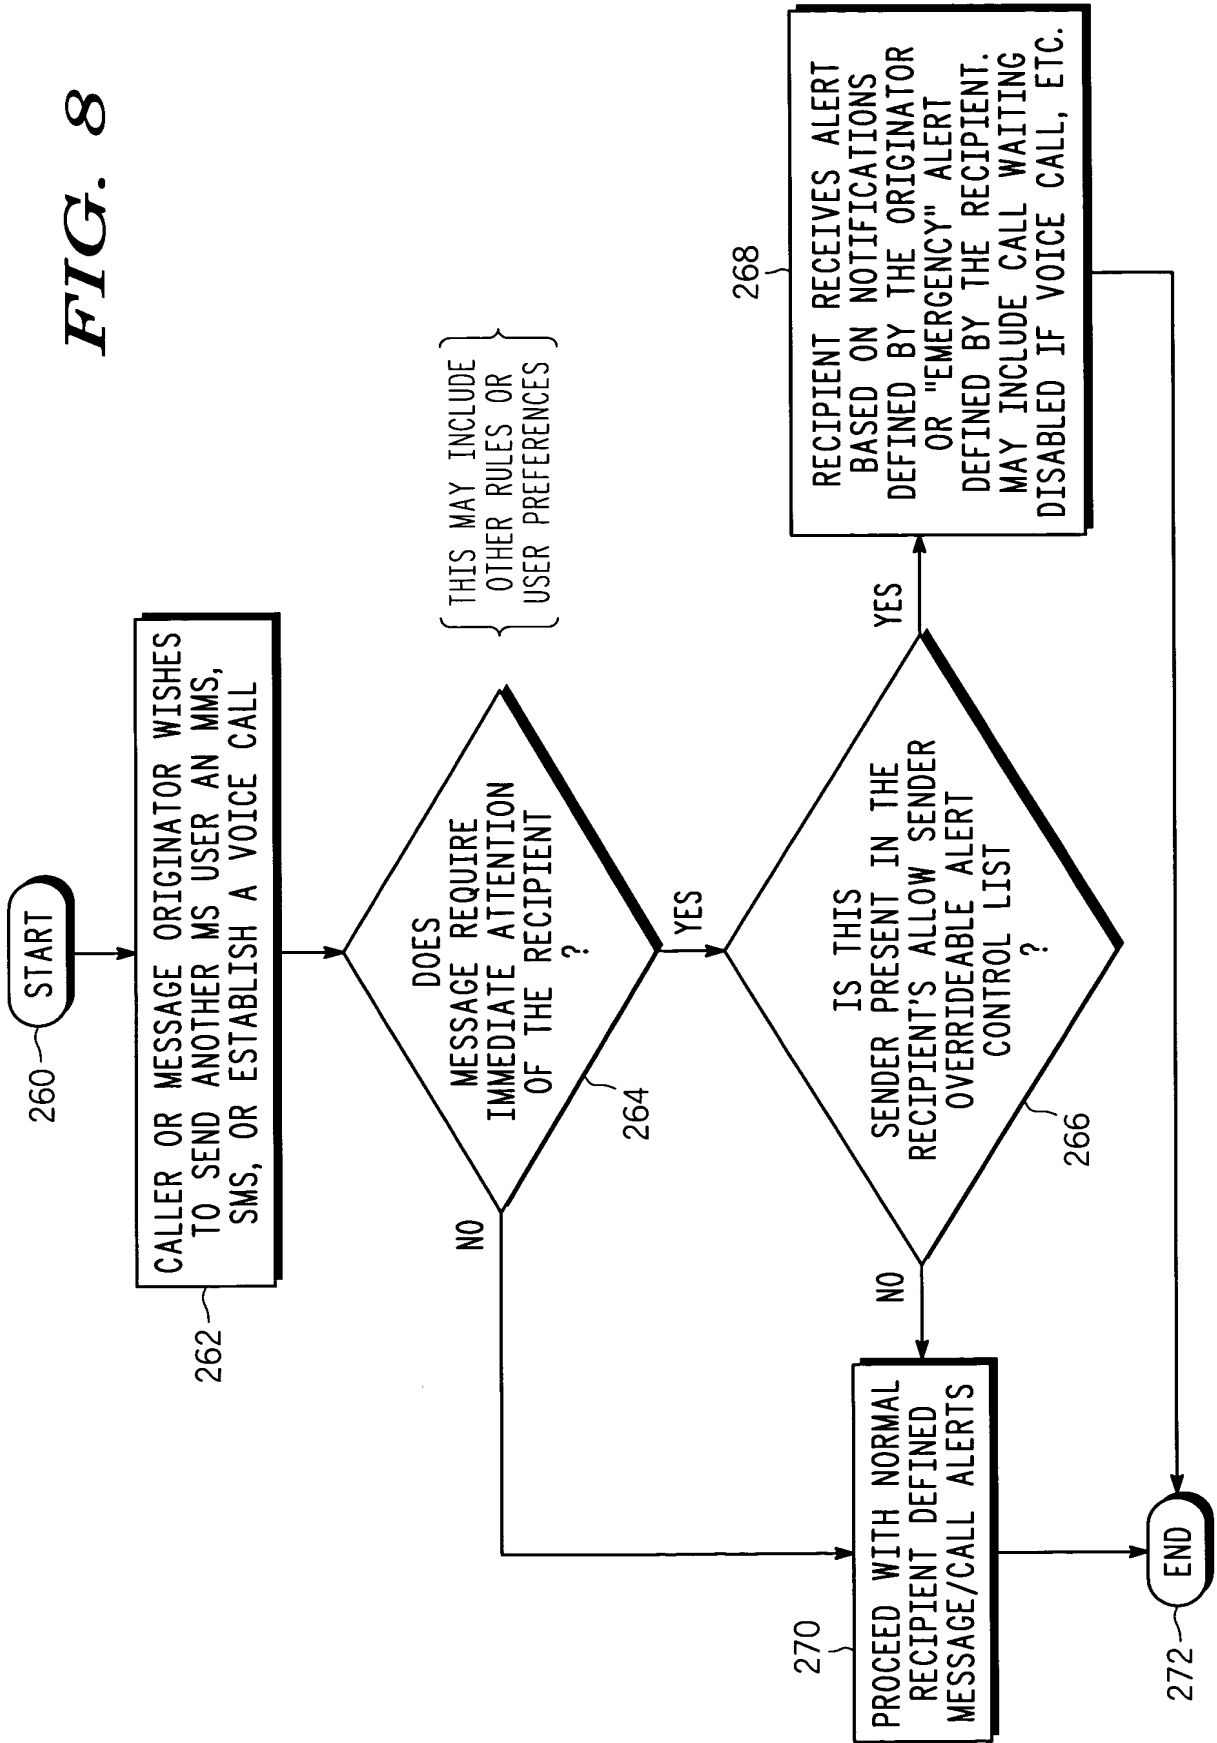 FIG. 8
START
260
CALLER OR MESSAGE ORIGINATOR WISHES
TO SEND ANOTHER MS USER AN MMS,
SMS, OR ESTABLISH A VOICE CALL
262
DOES
MESSAGE REQUIRE
IMMEDIATE ATTENTION
OF THE RECIPIENT
?
264
THIS MAY INCLUDE
OTHER RULES OR
USER PREFERENCES
NO
YES
IS THIS
SENDER PRESENT IN THE
RECIPIENT'S ALLOW SENDER
OVERRIDEABLE ALERT
CONTROL LIST
?
266
NO
YES
268
RECIPIENT RECEIVES ALERT
BASED ON NOTIFICATIONS
DEFINED BY THE ORIGINATOR
OR "EMERGENCY" ALERT
DEFINED BY THE RECIPIENT.
MAY INCLUDE CALL WAITING
DISABLED IF VOICE CALL, ETC.
270
PROCEED WITH NORMAL
RECIPIENT DEFINED
MESSAGE/CALL ALERTS
END
272